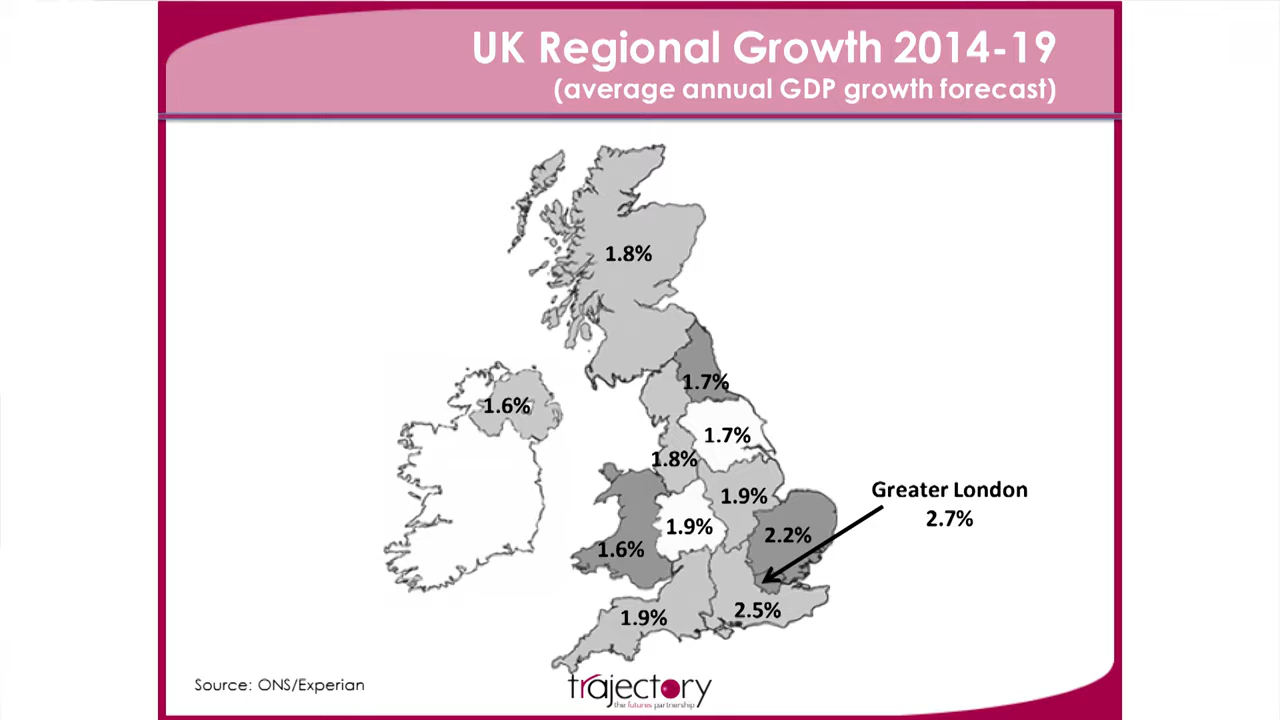 UK Regional Growth 2014-19
(average annual GDP growth forecast)
1.8%
1.7%
1.6%
1.7%
1.8%
1.9%
Greater London
2.7%
1.9%
2.2%
1.6%
2.5%
1.9%
Source: ONS/Experian
trajectory
the futures partnership